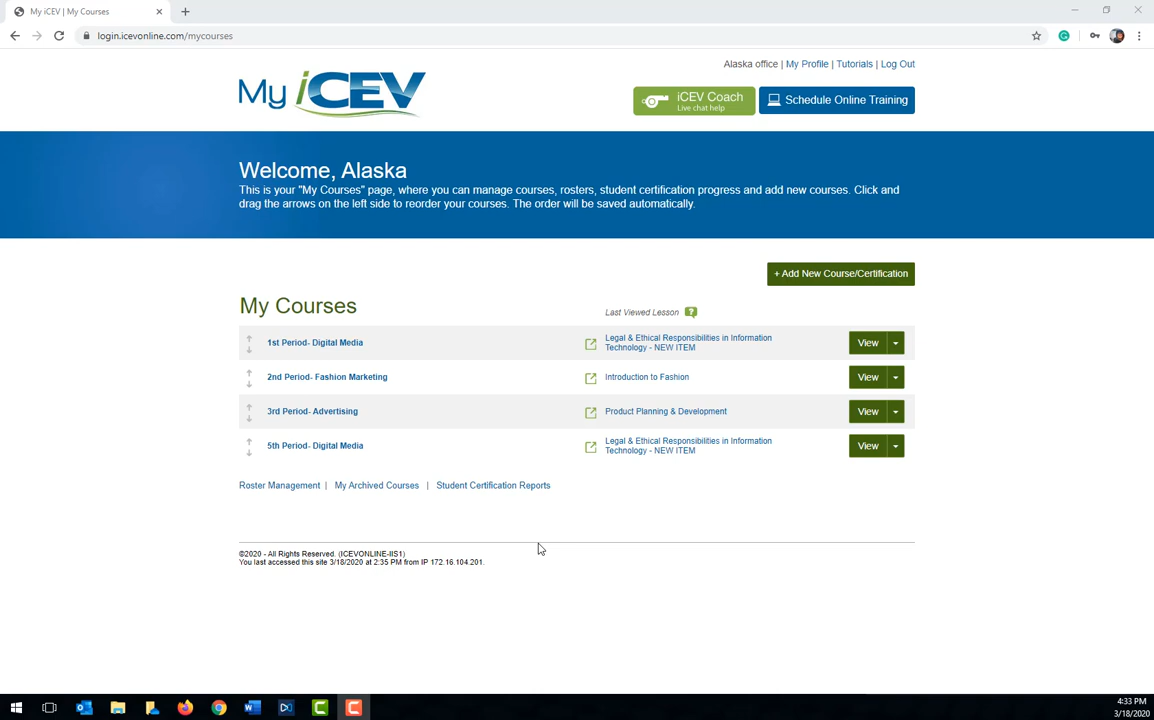 My iCEV | My Courses
login.icevonline.com/mycourses
Alaska office | My Profile | Tutorials | Log Out
My iCEV
iCEV Coach
Live chat help
Schedule Online Training
Welcome, Alaska
This is your "My Courses" page, where you can manage courses, rosters, student certification progress and add new courses. Click and
drag the arrows on the left side to reorder your courses. The order will be saved automatically.
+ Add New Course/Certification
My Courses
Last Viewed Lesson ?
1st Period- Digital Media
Legal & Ethical Responsibilities in Information
Technology - NEW ITEM
View
2nd Period- Fashion Marketing
Introduction to Fashion
View
3rd Period- Advertising
Product Planning & Development
View
5th Period- Digital Media
Legal & Ethical Responsibilities in Information
Technology - NEW ITEM
View
Roster Management | My Archived Courses | Student Certification Reports
©2020 - All Rights Reserved. (ICEVONLINE-IIS1)
You last accessed this site 3/18/2020 at 2:35 PM from IP 172.16.104.201.
4:33 PM
3/18/2020